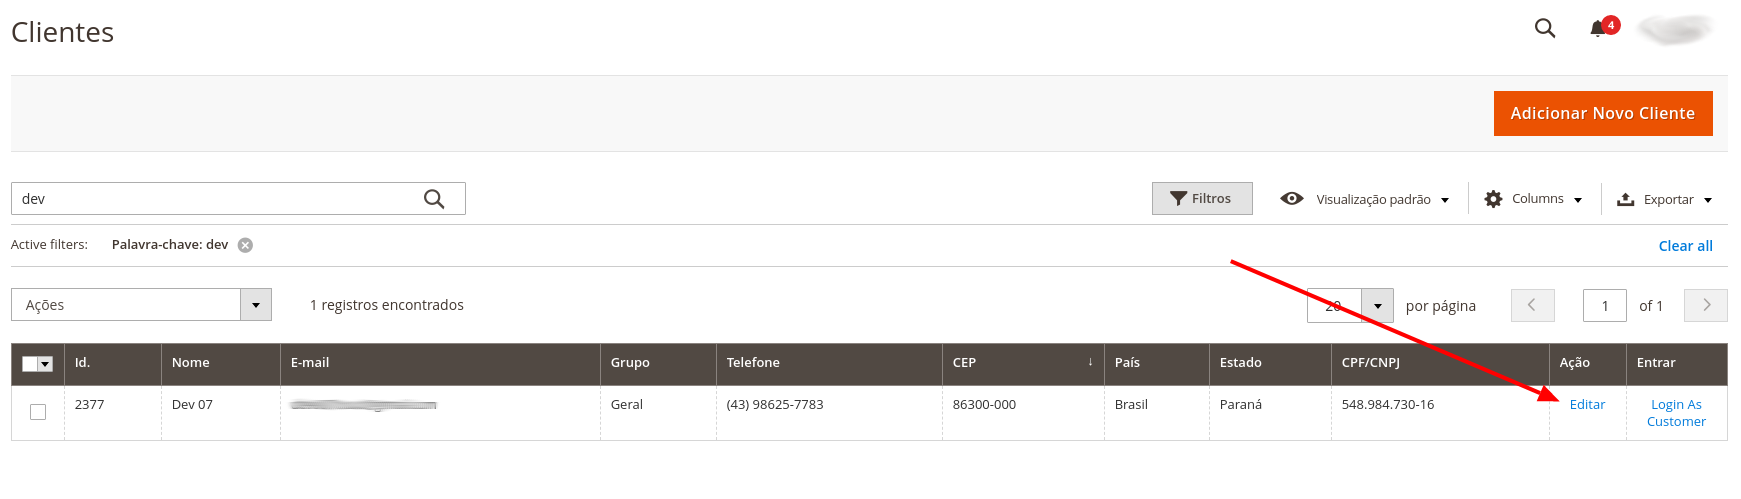 Clientes
4
Adicionar Novo Cliente
dev
Filtros
Visualização padrão
Columns
Exportar
Active filters: Palavra-chave: dev
Clear all
Ações
1 registros encontrados
20 por página
1 of 1
Id. Nome E-mail Grupo Telefone CEP ↓ País Estado CPF/CNPJ Ação Entrar
2377 Dev 07 Geral (43) 98625-7783 86300-000 Brasil Paraná 548.984.730-16 Editar Login As
Customer